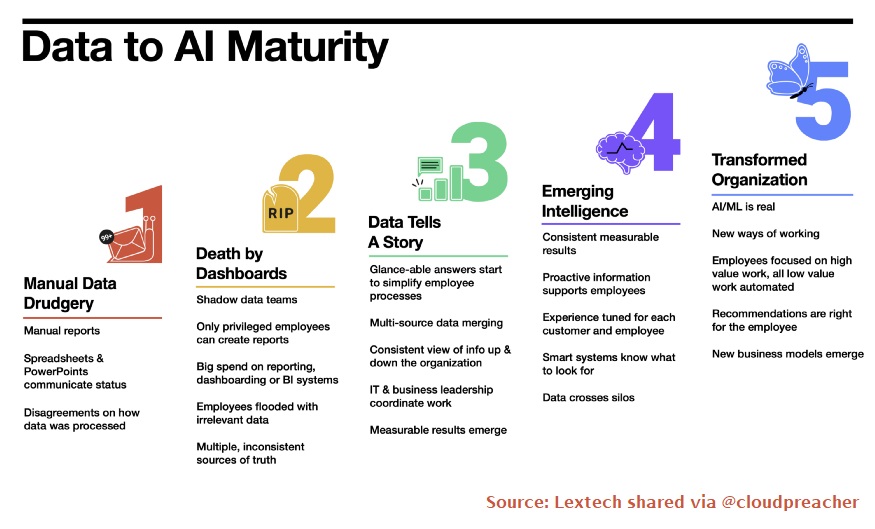 Data to AI Maturity
1
99+
Manual Data
Drudgery
Manual reports
Spreadsheets &
PowerPoints
communicate status
Disagreements on how
data was processed
2
RIP
Death by
Dashboards
Shadow data teams
Only privileged employees
can create reports
Big spend on reporting,
dashboarding or BI systems
Employees flooded with
irrelevant data
Multiple, inconsistent
sources of truth
3
Data Tells
A Story
Glance-able answers start
to simplify employee
processes
Multi-source data merging
Consistent view of info up &
down the organization
IT & business leadership
coordinate work
Measurable results emerge
4
Emerging
Intelligence
Consistent measurable
results
Proactive information
supports employees
Experience tuned for each
customer and employee
Smart systems know what
to look for
Data crosses silos
5
Transformed
Organization
AI/ML is real
New ways of working
Employees focused on high
value work, all low value
work automated
Recommendations are right
for the employee
New business models emerge
Source: Lextech shared via @cloudpreacher